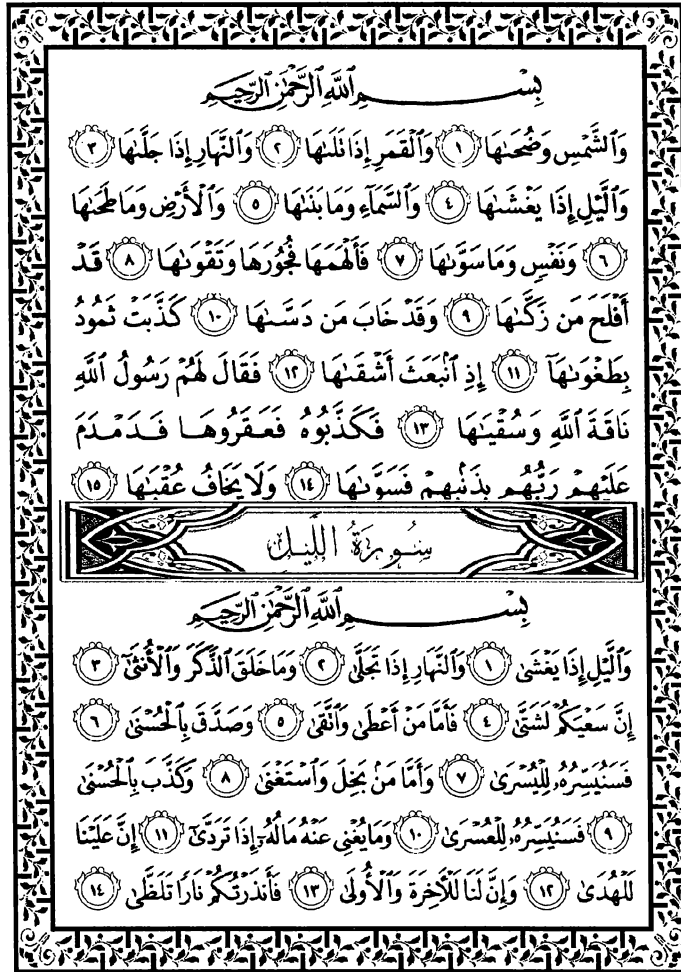 بِسْمِ ٱللَّهِ ٱلرَّحْمَٰنِ ٱلرَّحِيمِ
وَٱلشَّمْسِ وَضُحَىٰهَا ١ وَٱلْقَمَرِ إِذَا تَلَىٰهَا ٢ وَٱلنَّهَارِ إِذَا جَلَّىٰهَا ٣
وَٱلَّيْلِ إِذَا يَغْشَىٰهَا ٤ وَٱلسَّمَآءِ وَمَا بَنَىٰهَا ٥ وَٱلْأَرْضِ وَمَا طَحَىٰهَا
٦ وَنَفْسٍ وَمَا سَوَّىٰهَا ٧ فَأَلْهَمَهَا فُجُورَهَا وَتَقْوَىٰهَا ٨ قَدْ
أَفْلَحَ مَن زَكَّىٰهَا ٩ وَقَدْ خَابَ مَن دَسَّىٰهَا ١٠ كَذَّبَتْ ثَمُودُ
بِطَغْوَىٰهَآ ١١ إِذِ ٱنۢبَعَثَ أَشْقَىٰهَا ١٢ فَقَالَ لَهُمْ رَسُولُ ٱللَّهِ
نَاقَةَ ٱللَّهِ وَسُقْيَٰهَا ١٣ فَكَذَّبُوهُ فَعَقَرُوهَا فَدَمْدَمَ
عَلَيْهِمْ رَبُّهُم بِذَنۢبِهِمْ فَسَوَّىٰهَا ١٤ وَلَا يَخَافُ عُقْبَٰهَا ١٥
سُورَةُ اللَّيْلِ
بِسْمِ ٱللَّهِ ٱلرَّحْمَٰنِ ٱلرَّحِيمِ
وَٱلَّيْلِ إِذَا يَغْشَىٰ ١ وَٱلنَّهَارِ إِذَا تَجَلَّىٰ ٢ وَمَا خَلَقَ ٱلذَّكَرَ وَٱلْأُنثَىٰٓ ٣
إِنَّ سَعْيَكُمْ لَشَتَّىٰ ٤ فَأَمَّا مَنْ أَعْطَىٰ وَٱتَّقَىٰ ٥ وَصَدَّقَ بِٱلْحُسْنَىٰ ٦
فَسَنُيَسِّرُهُۥ لِلْيُسْرَىٰ ٧ وَأَمَّا مَنۢ بَخِلَ وَٱسْتَغْنَىٰ ٨ وَكَذَّبَ بِٱلْحُسْنَىٰ
٩ فَسَنُيَسِّرُهُۥ لِلْعُسْرَىٰ ١٠ وَمَا يُغْنِى عَنْهُ مَالُهُۥٓ إِذَا تَرَدَّىٰٓ ١١ إِنَّ عَلَيْنَا
لَلْهُدَىٰ ١٢ وَإِنَّ لَنَا لَلْـَٔاخِرَةَ وَٱلْأُولَىٰ ١٣ فَأَنذَرْتُكُمْ نَارًا تَلَظَّىٰ ١٤